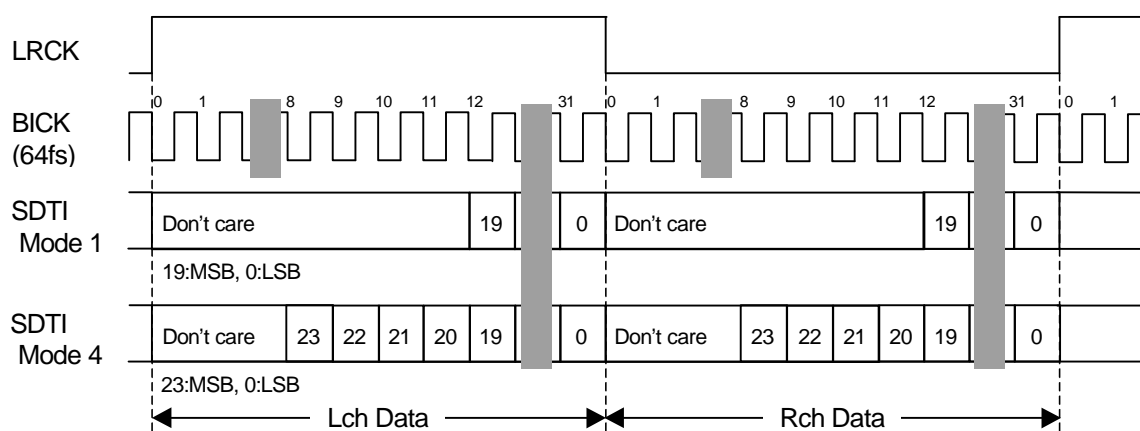 LRCK
0 1 8 9 10 11 12 31 0 1 8 9 10 11 12 31 0 1
BICK
(64fs)
SDTI
Mode 1
Don't care 19 0 Don't care 19 0
19:MSB, 0:LSB
SDTI
Mode 4
Don't care 23 22 21 20 19 0 Don't care 23 22 21 20 19 0
23:MSB, 0:LSB
Lch Data Rch Data